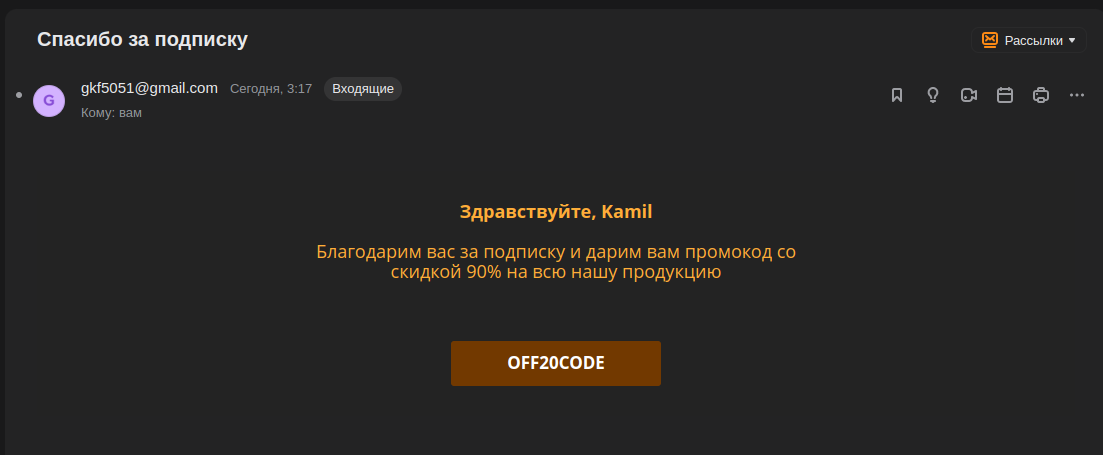 Спасибо за подписку
Рассылки
G
gkf5051@gmail.com Сегодня, 3:17 Входящие
Кому: вам
Здравствуйте, Kamil
Благодарим вас за подписку и дарим вам промокод со
скидкой 90% на всю нашу продукцию
OFF20CODE